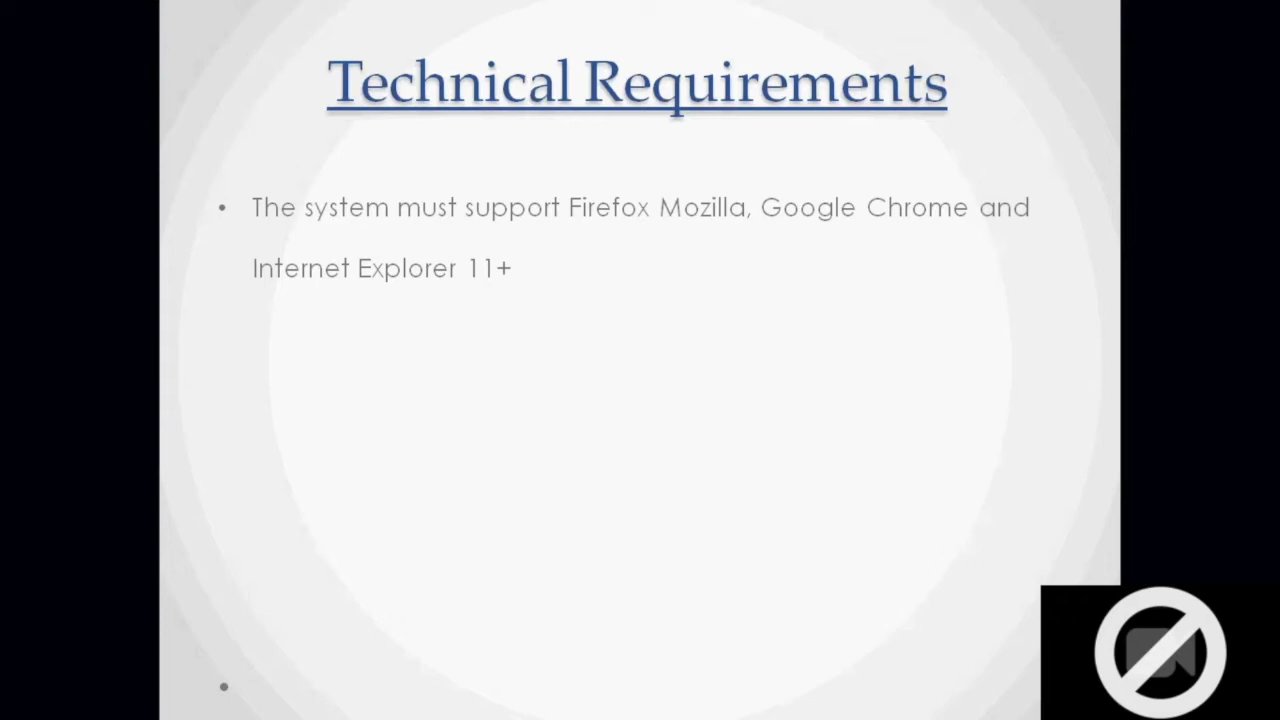 Technical Requirements
• The system must support Firefox Mozilla, Google Chrome and
Internet Explorer 11+
•